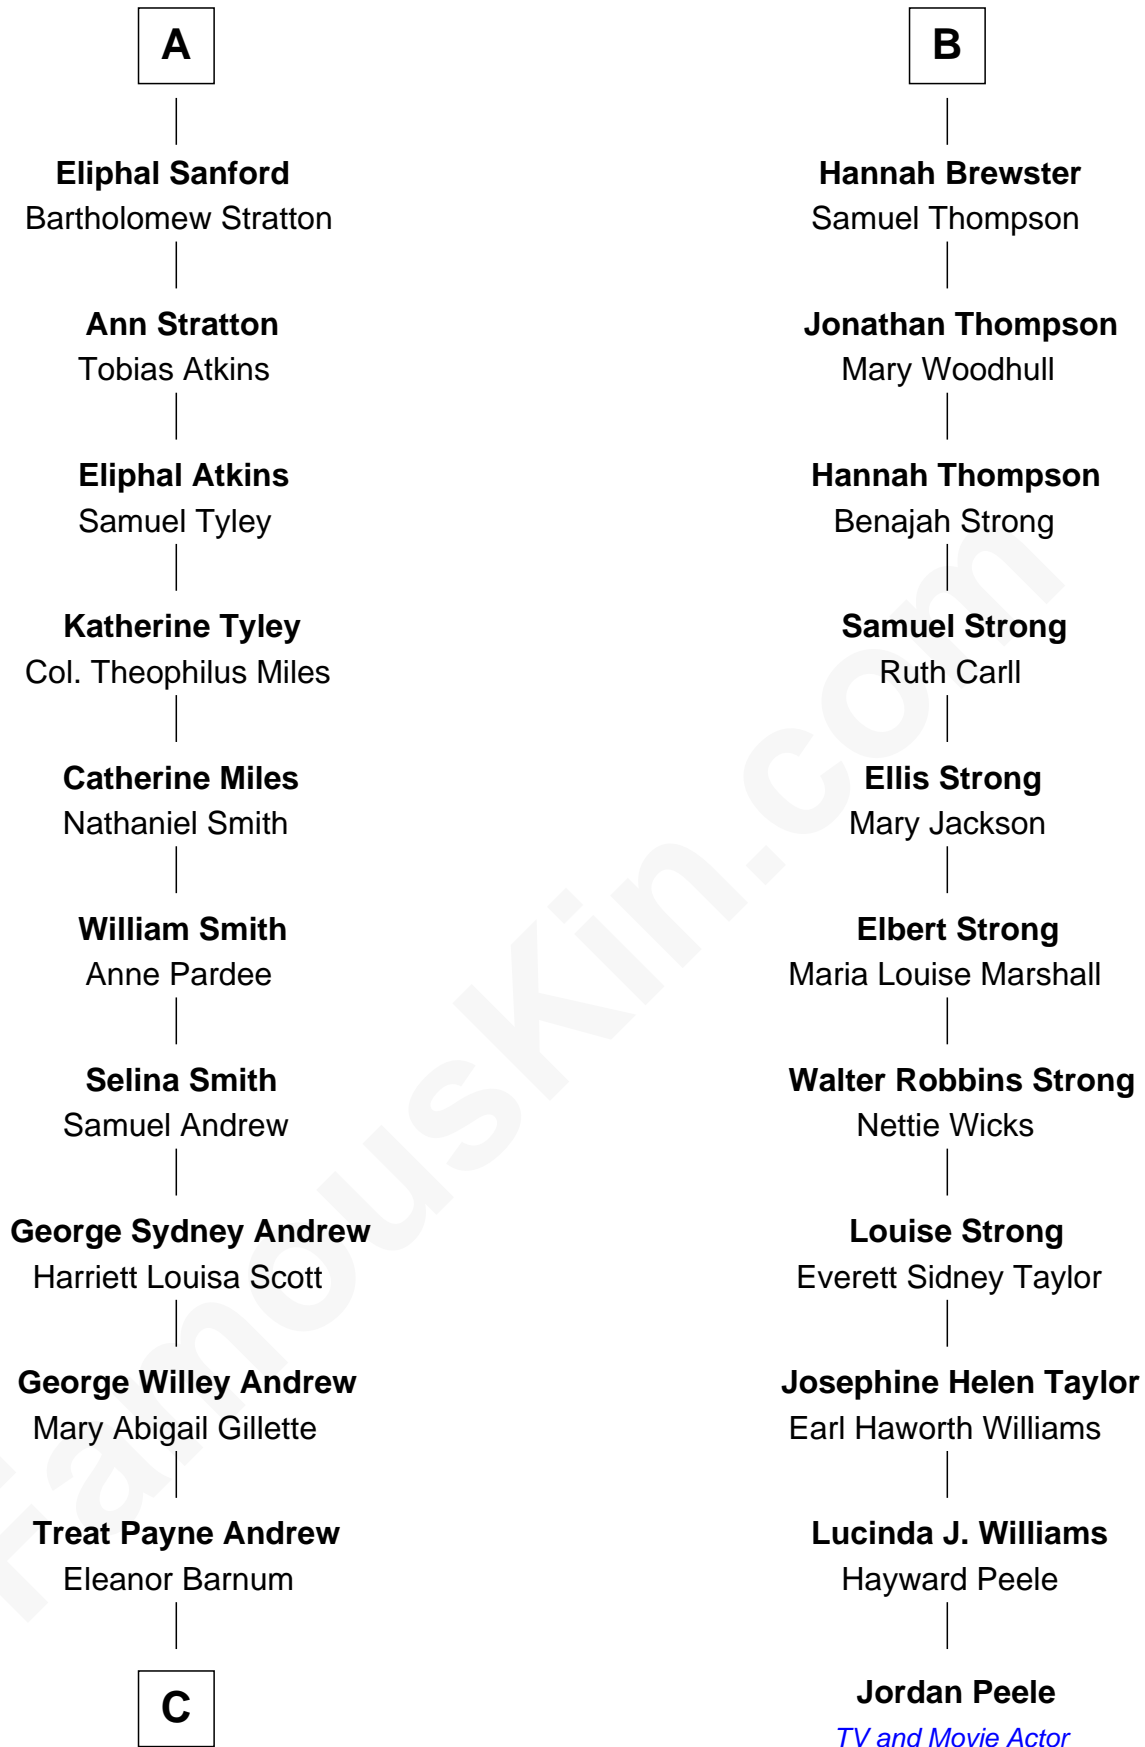 A
Eliphal Sanford
Bartholomew Stratton
Ann Stratton
Tobias Atkins
Eliphal Atkins
Samuel Tyley
Katherine Tyley
Col. Theophilus Miles
Catherine Miles
Nathaniel Smith
William Smith
Anne Pardee
Selina Smith
Samuel Andrew
George Sydney Andrew
Harriett Louisa Scott
George Willey Andrew
Mary Abigail Gillette
Treat Payne Andrew
Eleanor Barnum
C
B
Hannah Brewster
Samuel Thompson
Jonathan Thompson
Mary Woodhull
Hannah Thompson
Benajah Strong
Samuel Strong
Ruth Carll
Ellis Strong
Mary Jackson
Elbert Strong
Maria Louise Marshall
Walter Robbins Strong
Nettie Wicks
Louise Strong
Everett Sidney Taylor
Josephine Helen Taylor
Earl Haworth Williams
Lucinda J. Williams
Hayward Peele
Jordan Peele
TV and Movie Actor
FamousKin.com